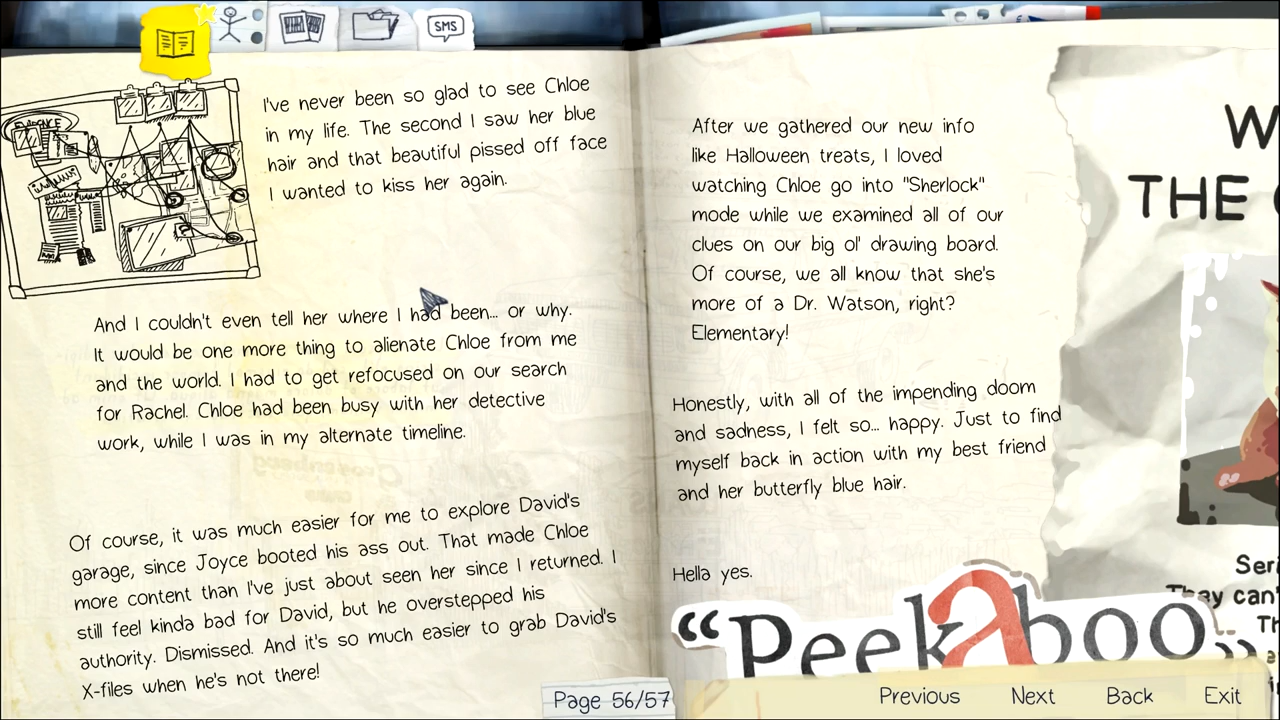 SMS
EVIDENCE
I've never been so glad to see Chloe
in my life. The second I saw her blue
hair and that beautiful pissed off face
I wanted to kiss her again.
And I couldn't even tell her where I had been... or why.
It would be one more thing to alienate Chloe from me
and the world. I had to get refocused on our search
for Rachel. Chloe had been busy with her detective
work, while I was in my alternate timeline.
Of course, it was much easier for me to explore David's
garage, since Joyce booted his ass out. That made Chloe
more content than I've just about seen her since I returned. I
still feel kinda bad for David, but he overstepped his
authority. Dismissed. And it's so much easier to grab David's
X-files when he's not there!
After we gathered our new info
like Halloween treats, I loved
watching Chloe go into "Sherlock"
mode while we examined all of our
clues on our big ol' drawing board.
Of course, we all know that she's
more of a Dr. Watson, right?
Elementary!
Honestly, with all of the impending doom
and sadness, I felt so... happy. Just to find
myself back in action with my best friend
and her butterfly blue hair.
Hella yes.
"Peekaboo"
W
THE
Seri
They can'
Page 56/57
Previous
Next
Back
Exit